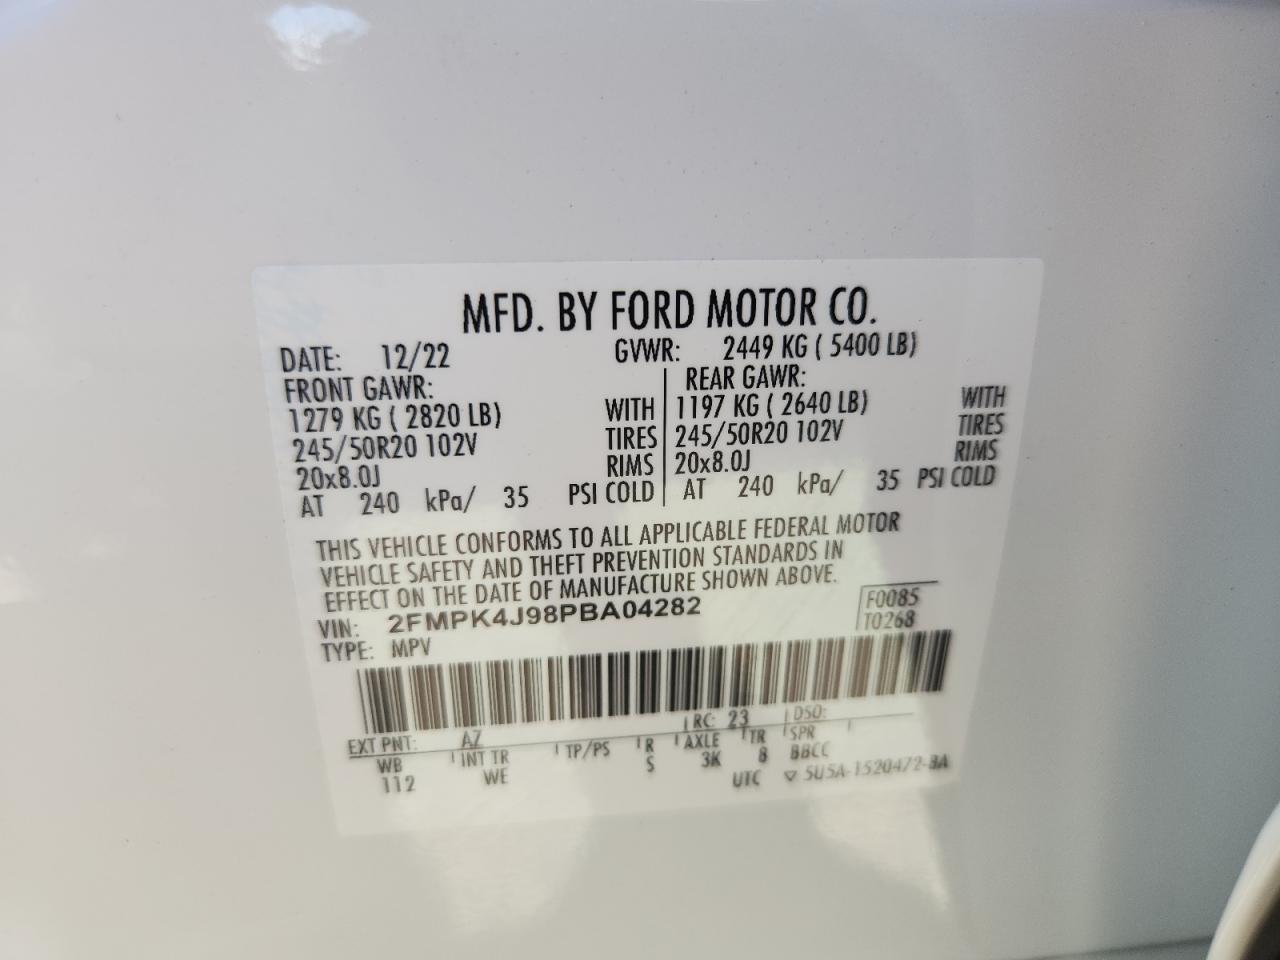 MFD. BY FORD MOTOR CO.
DATE: 12/22 GVWR: 2449 KG ( 5400 LB)
FRONT GAWR: REAR GAWR:
1279 KG ( 2820 LB) WITH 1197 KG ( 2640 LB) WITH
245/50R20 102V TIRES 245/50R20 102V TIRES
20x8.0J RIMS 20x8.0J RIMS
AT 240 kPa/ 35 PSI COLD AT 240 kPa/ 35 PSI COLD
THIS VEHICLE CONFORMS TO ALL APPLICABLE FEDERAL MOTOR
VEHICLE SAFETY AND THEFT PREVENTION STANDARDS IN
EFFECT ON THE DATE OF MANUFACTURE SHOWN ABOVE.
VIN: 2FMPK4J98PBA04282 F0085
TYPE: MPV T0268
EXT PNT: AZ RC: 23 DSO:
WB INT TR TP/PS R AXLE TR SPR
112 WE S 3K 8 BBCC
UTC ▽ 5U5A-1520472-BA